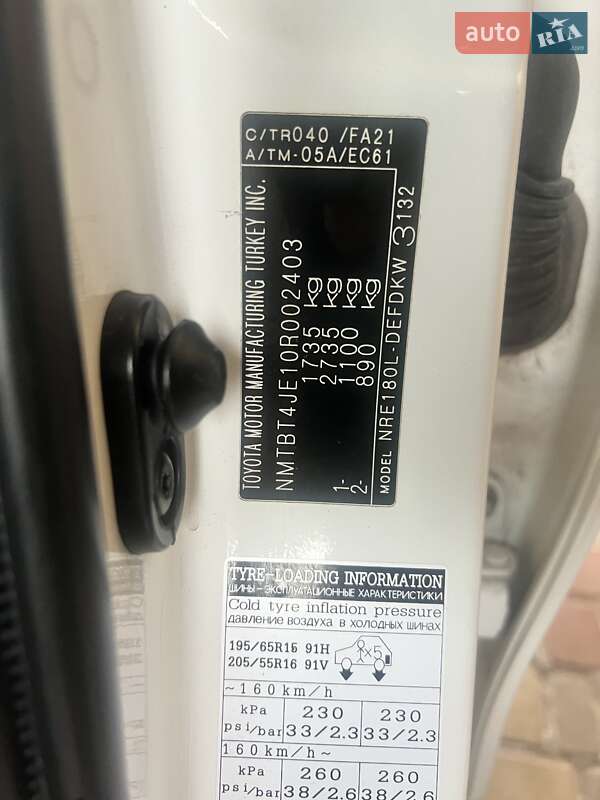 auto RIA .com
C/TR040 /FA21
A/TM-05A/EC61
TOYOTA MOTOR MANUFACTURING TURKEY INC.
NMTBT4JE10R002403
1735 kg
2735 kg
1- 1100 kg
2- 890 kg
MODEL NRE180L-DEFDKW 3132
TYRE-LOADING INFORMATION
ШИНЫ - ЭКСПЛУАТАЦИОННЫЕ ХАРАКТЕРИСТИКИ
Cold tyre inflation pressure
давление воздуха в холодных шинах
195/65R16 91H
205/55R16 91V
×5
~160km/h
kPa 230 230
psi/bar 33/2.3 33/2.3
160km/h~
kPa 260 260
psi/bar 38/2.6 38/2.6